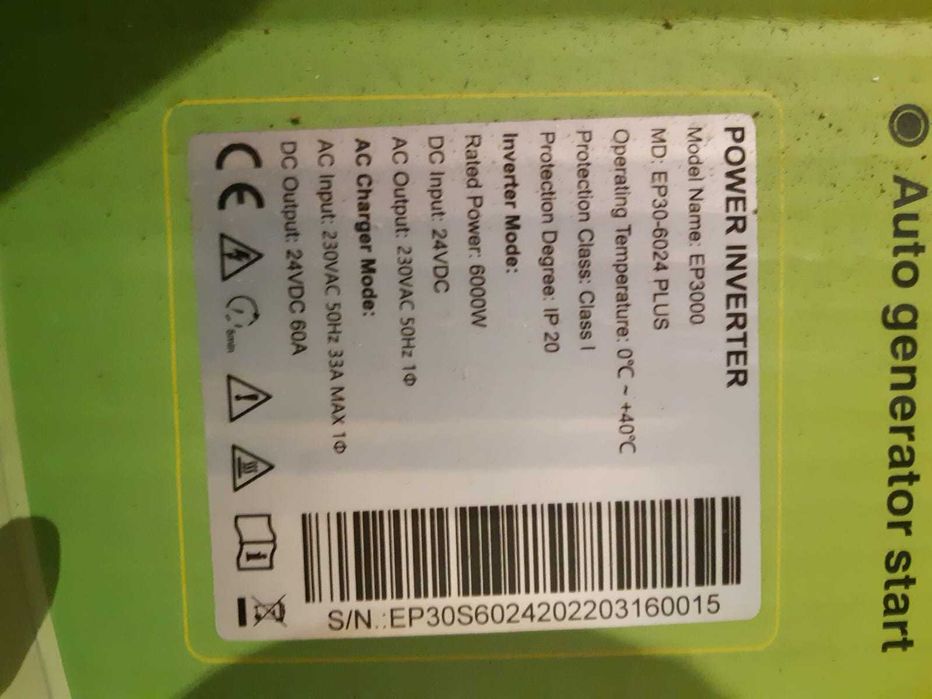 Auto generator start
POWER INVERTER
Model Name: EP3000
MD: EP30-6024 PLUS
Operating Temperature: 0℃ ~ +40℃
Protection Class: Class I
Protection Degree: IP 20
Inverter Mode:
Rated Power: 6000W
DC Input: 24VDC
AC Output: 230VAC 50Hz 1Φ
AC Charger Mode:
AC Input: 230VAC 50Hz 33A MAX 1Φ
DC Output: 24VDC 60A
CE
6min
S/N.:EP30S6024202203160015